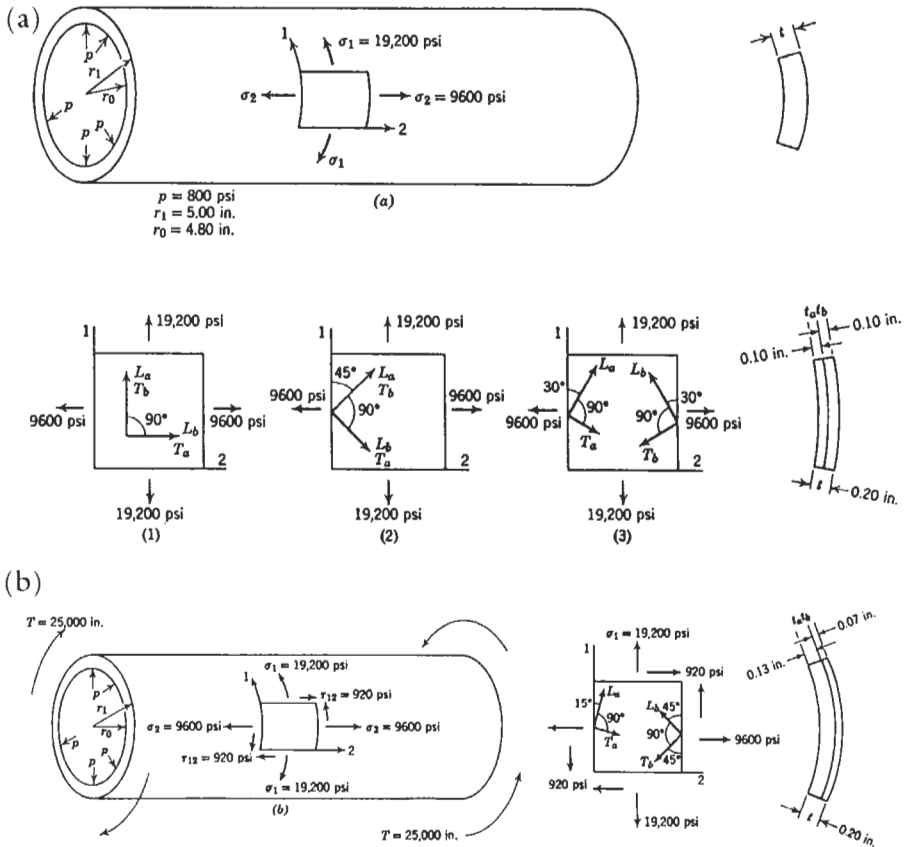 (a)
1
σ1 = 19,200 psi
t
p
r1
r0
p
p
p
σ2
σ2 = 9600 psi
2
σ1
p = 800 psi
r1 = 5.00 in.
r0 = 4.80 in.
(a)
1
19,200 psi
La
Tb
90°
Lb
Ta
9600 psi
9600 psi
2
19,200 psi
(1)
1
19,200 psi
45°
La
Tb
9600 psi
90°
9600 psi
Lb
Ta
2
19,200 psi
(2)
1
19,200 psi
La
Lb
30°
30°
90°
90°
9600 psi
9600 psi
Ta
Tb
2
19,200 psi
(3)
ta tb
0.10 in.
0.10 in.
t
0.20 in.
(b)
T = 25,000 in.
p
r1
r0
p
p
p
σ1 = 19,200 psi
1
τ12 = 920 psi
σ2 = 9600 psi
σ2 = 9600 psi
2
τ12 = 920 psi
σ1 = 19,200 psi
(b)
T = 25,000 in.
σ1 = 19,200 psi
1
920 psi
La
15°
Lb
45°
90°
90°
Ta
Tb
45°
9600 psi
2
920 psi
19,200 psi
ta tb
0.07 in.
0.13 in.
t
0.20 in.